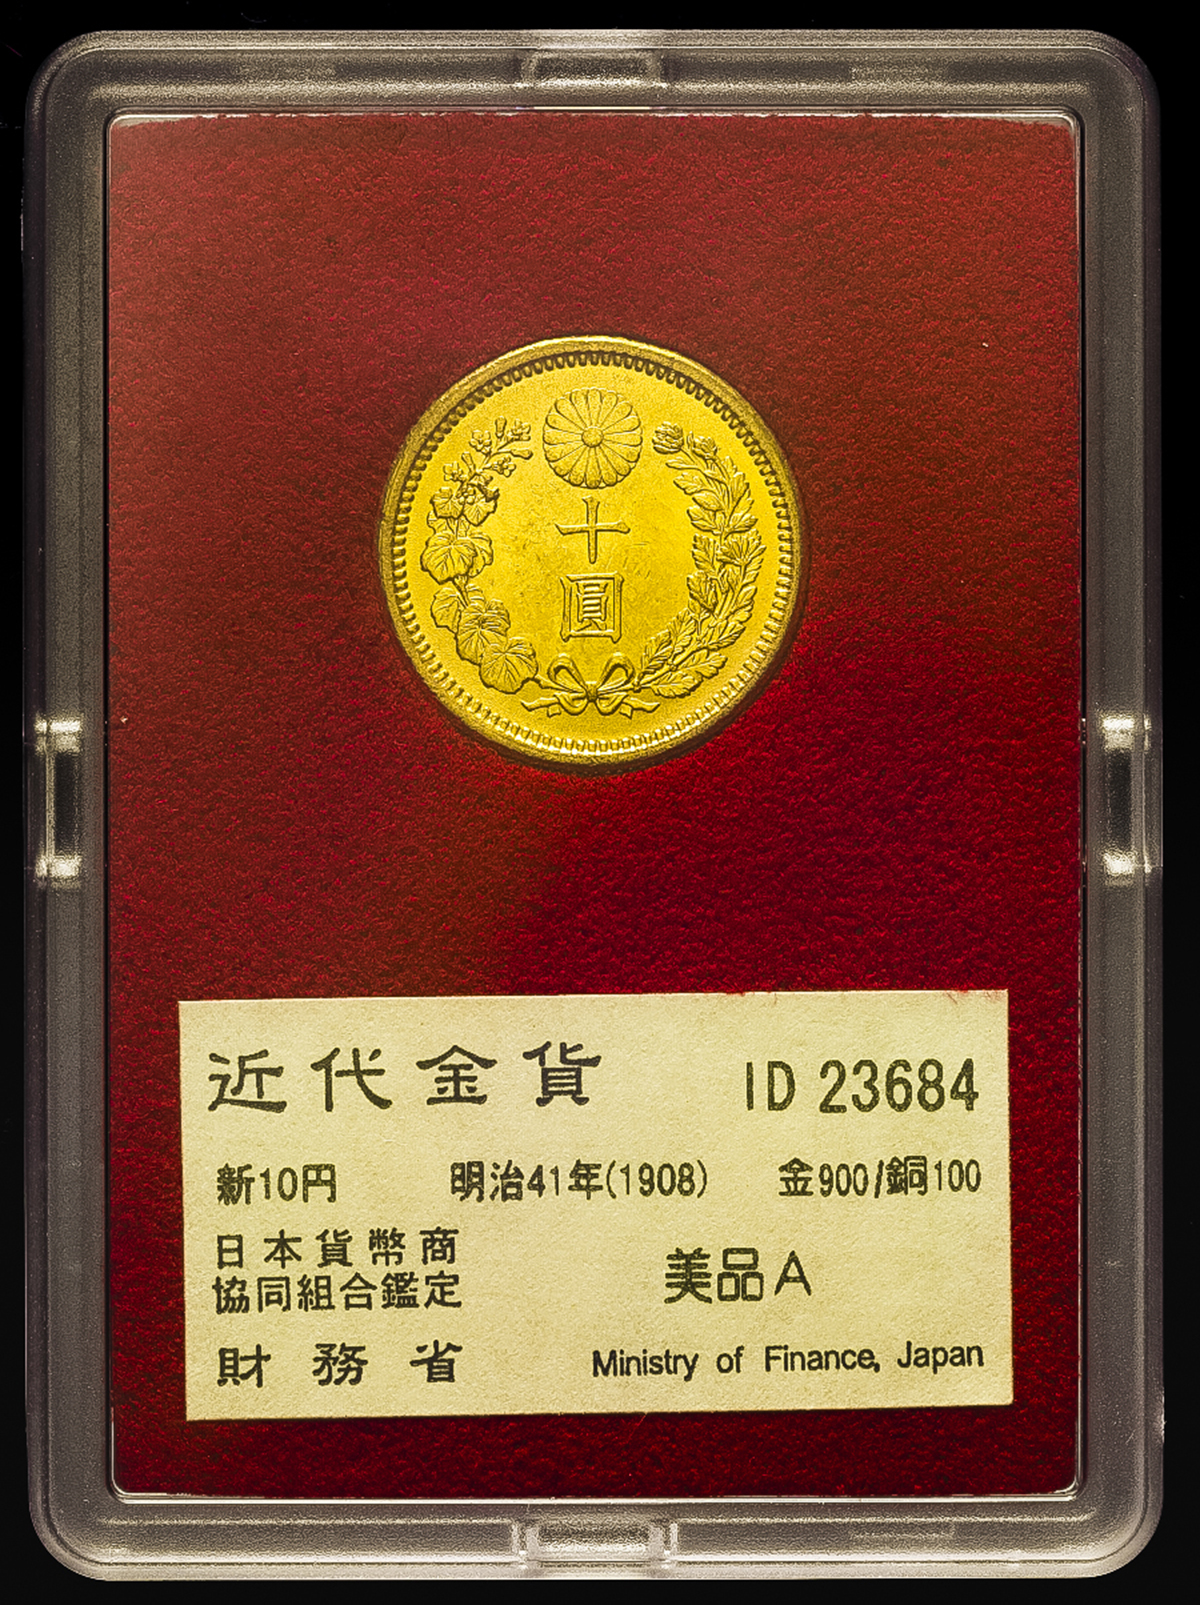 十
圓
近代金貨 ID 23684
新10円 明治41年(1908) 金900/銅100
日本貨幣商
協同組合鑑定
美品A
財務省 Ministry of Finance, Japan